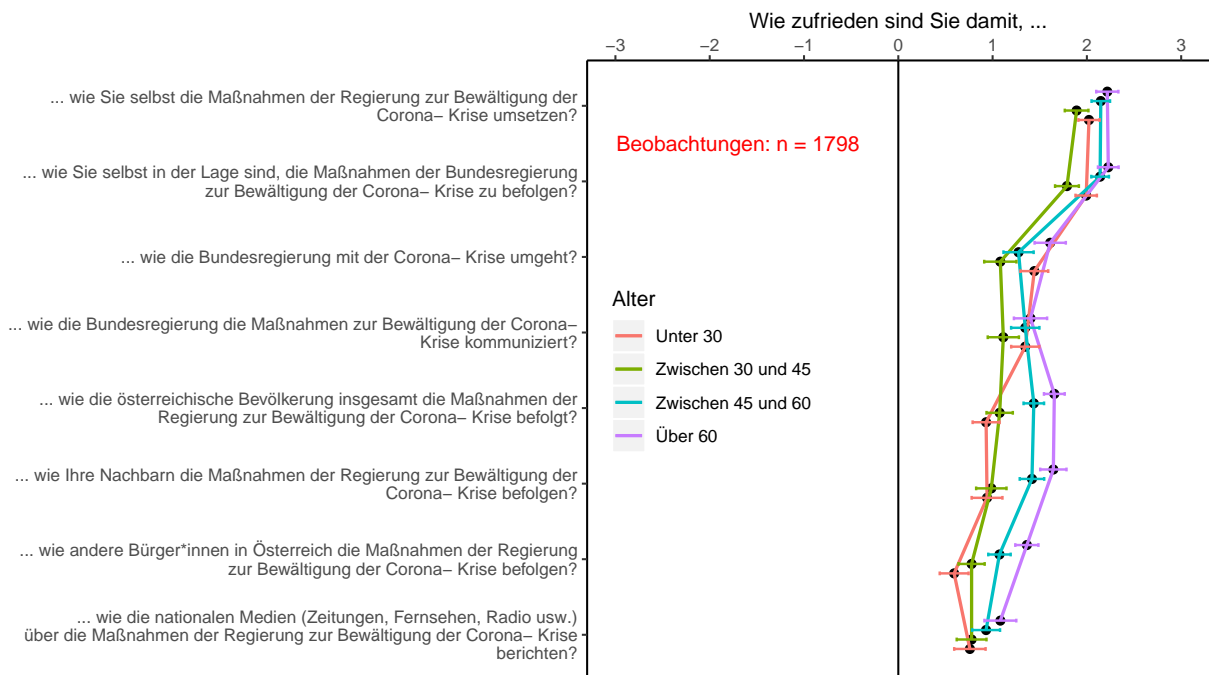 Wie zufrieden sind Sie damit, ...
−3 −2 −1 0 1 2 3
... wie Sie selbst die Maßnahmen der Regierung zur Bewältigung der
Corona− Krise umsetzen?
Beobachtungen: n = 1798
... wie Sie selbst in der Lage sind, die Maßnahmen der Bundesregierung
zur Bewältigung der Corona− Krise zu befolgen?
... wie die Bundesregierung mit der Corona− Krise umgeht?
... wie die Bundesregierung die Maßnahmen zur Bewältigung der Corona−
Krise kommuniziert?
... wie die österreichische Bevölkerung insgesamt die Maßnahmen der
Regierung zur Bewältigung der Corona− Krise befolgt?
... wie Ihre Nachbarn die Maßnahmen der Regierung zur Bewältigung der
Corona− Krise befolgen?
... wie andere Bürger*innen in Österreich die Maßnahmen der Regierung
zur Bewältigung der Corona− Krise befolgen?
... wie die nationalen Medien (Zeitungen, Fernsehen, Radio usw.)
über die Maßnahmen der Regierung zur Bewältigung der Corona− Krise
berichten?
Alter
Unter 30
Zwischen 30 und 45
Zwischen 45 und 60
Über 60